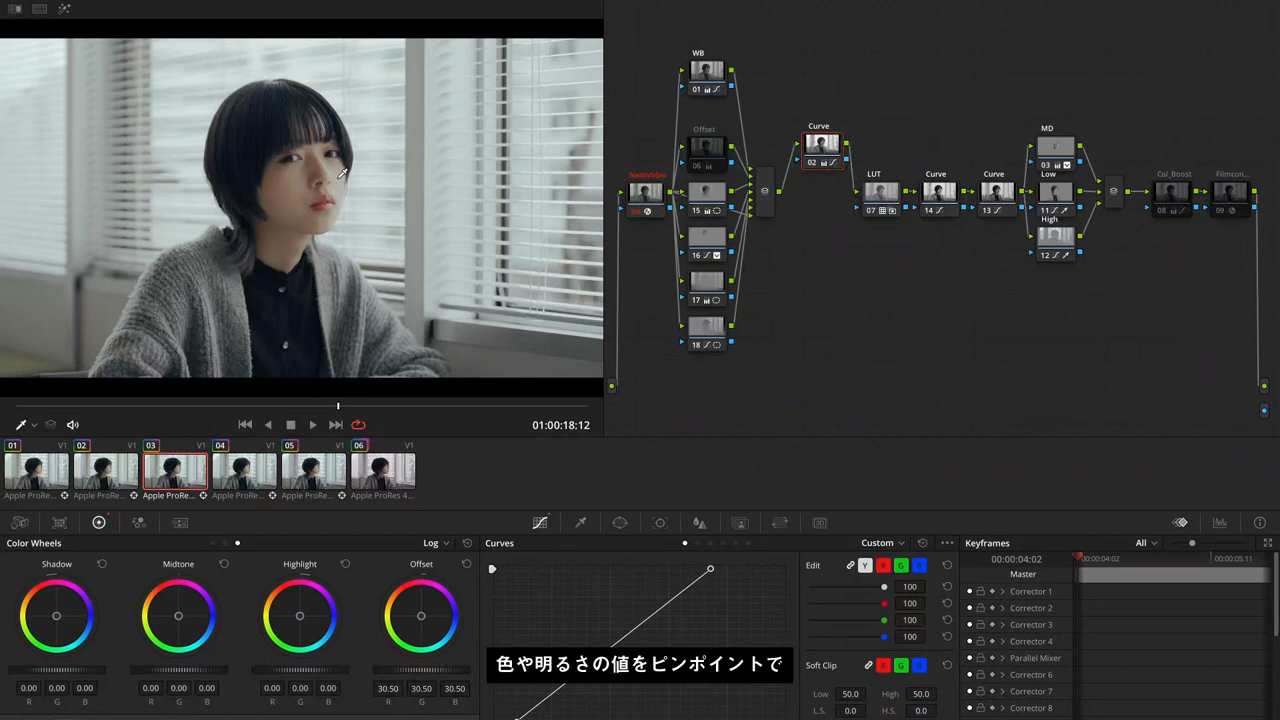 WB
01
Offset
06
NeatVideo
15
16
17
18
Curve
02
LUT
07
Curve
14
Curve
13
MD
03
Low
11
High
12
Col_Boost
08
Filmcon...
09
01:00:18:12
01 V1
02 V1
03 V1
04 V1
05 V1
06 V1
Apple ProRe...
Apple ProRe...
Apple ProRe...
Apple ProRe...
Apple ProRe...
Apple ProRes 4...
Color Wheels
Log
Shadow
Midtone
Highlight
Offset
0.00 0.00 0.00
0.00 0.00 0.00
0.00 0.00 0.00
30.50 30.50 30.50
R G B
R G B
R G B
R G B
Curves
Custom
Edit
Y R G B
100
100
100
100
Soft Clip
R G B
Low 50.0 High 50.0
L.S. 0.0 H.S. 0.0
色や明るさの値をピンポイントで
Keyframes
All
00:00:04:02
00:00:04:02
00:00:05:11
Master
Corrector 1
Corrector 2
Corrector 3
Corrector 4
Parallel Mixer
Corrector 6
Corrector 7
Corrector 8